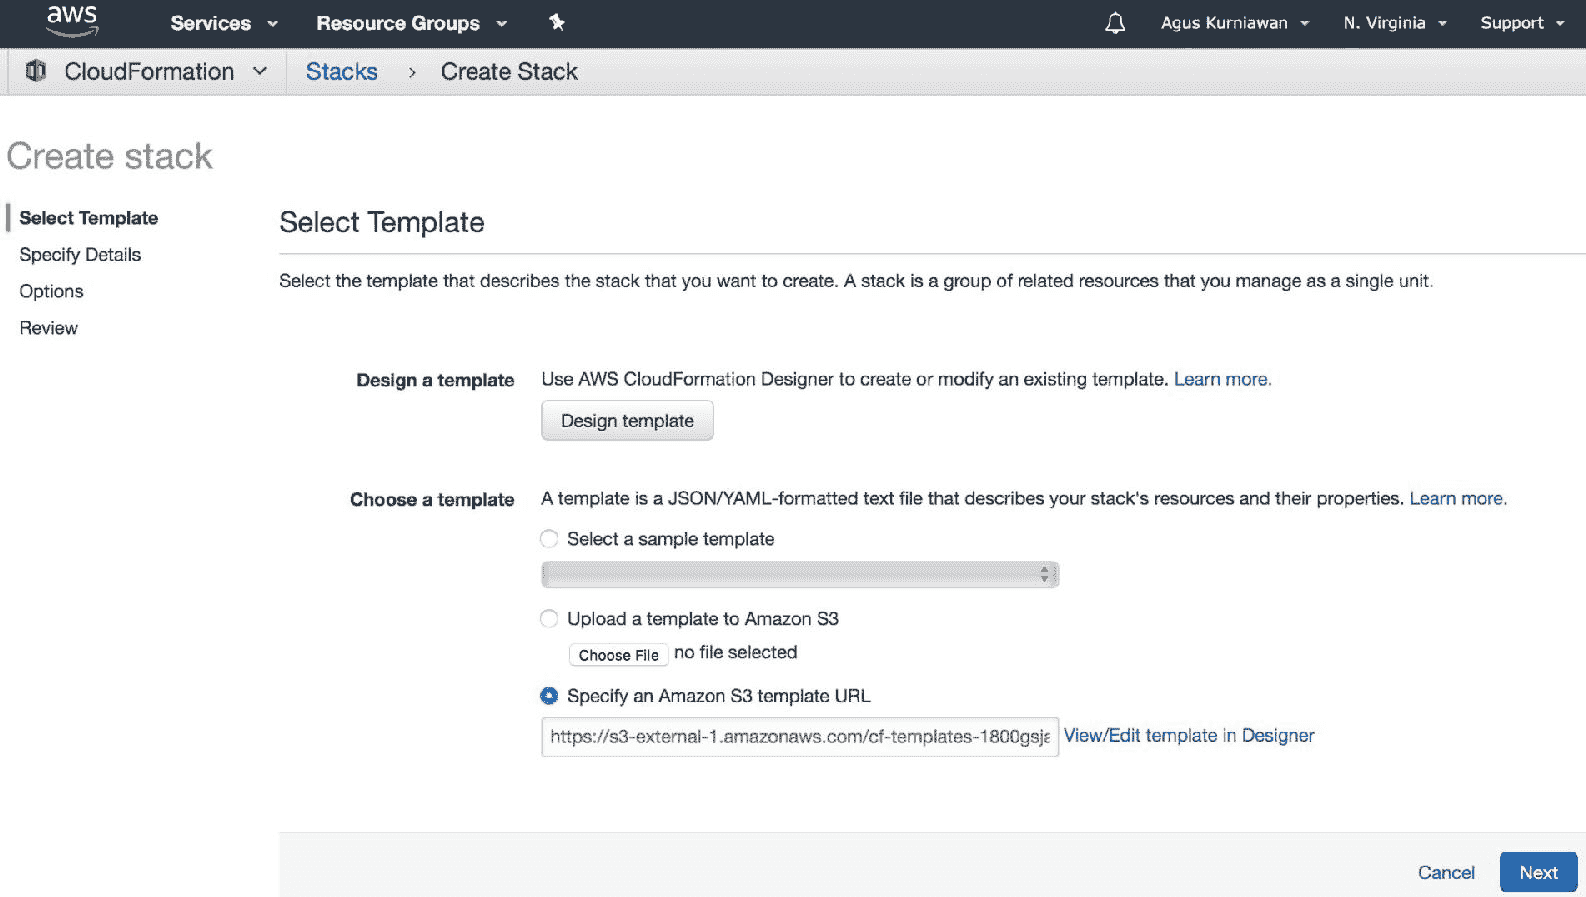 aws Services Resource Groups Agus Kurniawan N. Virginia Support
CloudFormation Stacks > Create Stack
Create stack
Select Template
Specify Details
Options
Review
Select Template
Select the template that describes the stack that you want to create. A stack is a group of related resources that you manage as a single unit.
Design a template Use AWS CloudFormation Designer to create or modify an existing template. Learn more.
Design template
Choose a template A template is a JSON/YAML-formatted text file that describes your stack's resources and their properties. Learn more.
Select a sample template
Upload a template to Amazon S3
Choose File no file selected
Specify an Amazon S3 template URL
https://s3-external-1.amazonaws.com/cf-templates-1800gsja View/Edit template in Designer
Cancel Next